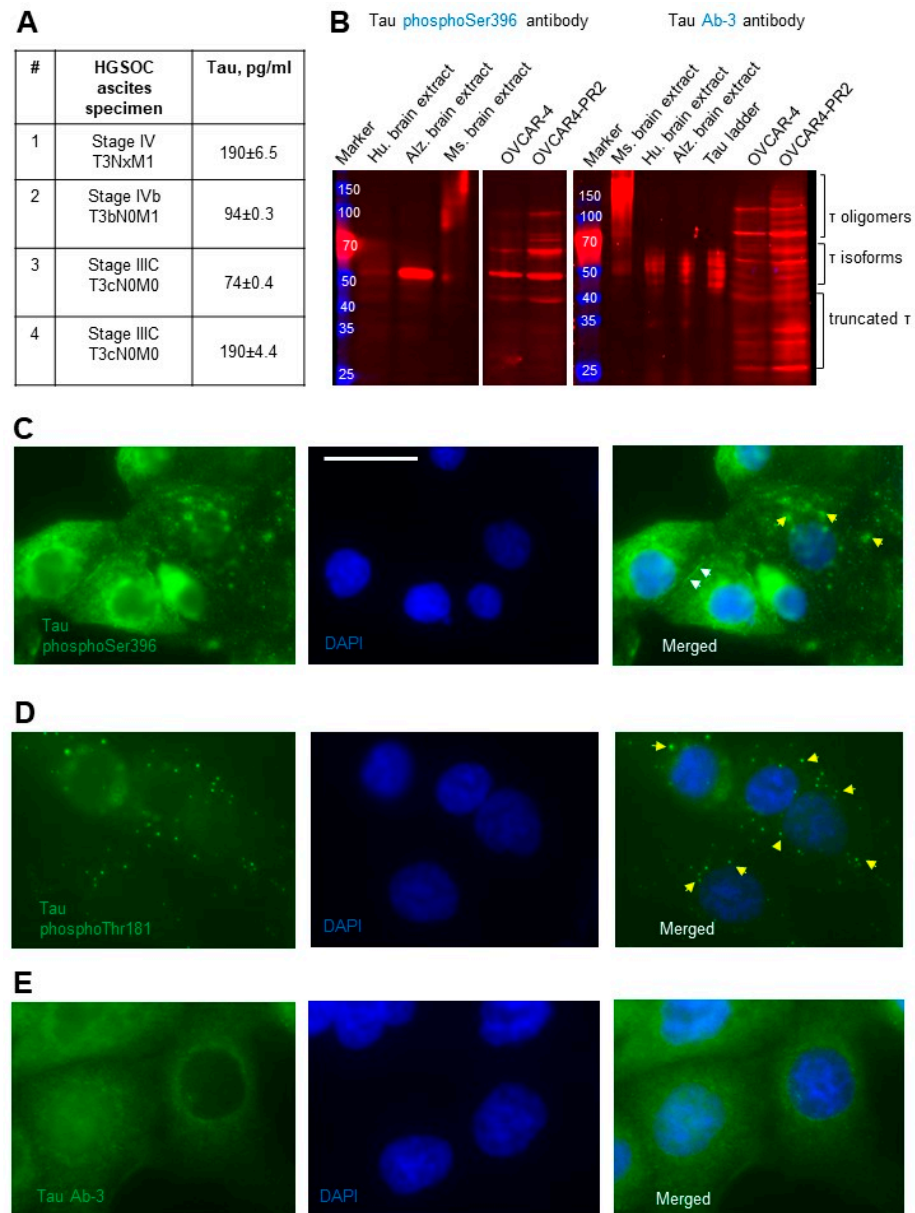 A
#
HGSOC
ascites
specimen
Tau, pg/ml
1
Stage IV
T3NxM1
190±6.5
2
Stage IVb
T3bN0M1
94±0.3
3
Stage IIIC
T3cN0M0
74±0.4
4
Stage IIIC
T3cN0M0
190±4.4
B
Tau phosphoSer396 antibody
Tau Ab-3 antibody
Marker
Hu. brain extract
Alz. brain extract
Ms. brain extract
OVCAR-4
OVCAR4-PR2
Marker
Ms. brain extract
Hu. brain extract
Alz. brain extract
Tau ladder
OVCAR-4
OVCAR4-PR2
150
100
70
50
40
35
25
150
100
70
50
40
35
25
τ oligomers
τ isoforms
truncated τ
C
Tau
phosphoSer396
DAPI
Merged
D
Tau
phosphoThr181
DAPI
Merged
E
Tau Ab-3
DAPI
Merged